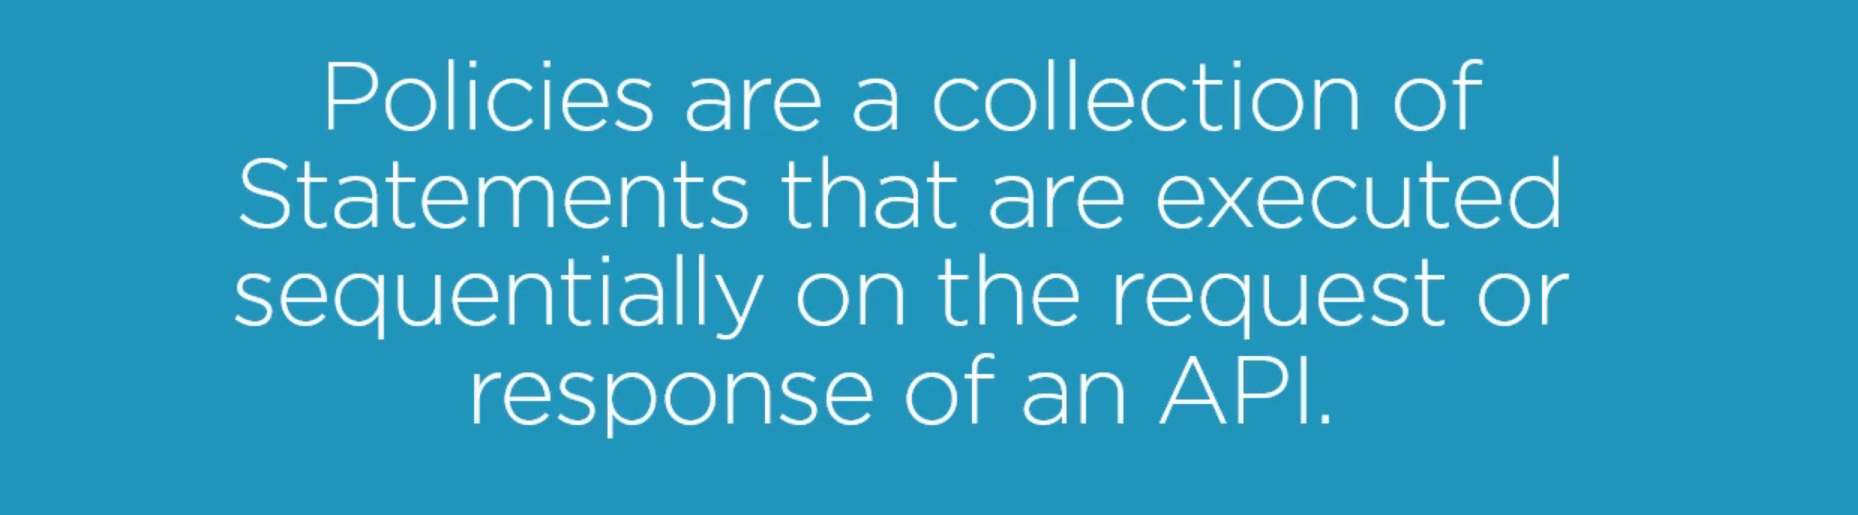 Policies are a collection of
Statements that are executed
sequentially on the request or
response of an API.